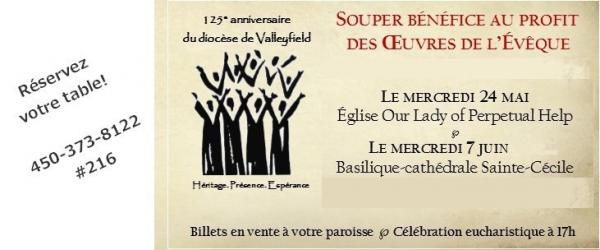 Réservez
votre table!
450-373-8122
#216
125e anniversaire
du diocèse de Valleyfield
Héritage. Présence. Espérance
SOUPER BÉNÉFICE AU PROFIT
DES ŒUVRES DE L'ÉVÊQUE
LE MERCREDI 24 MAI
Église Our Lady of Perpetual Help
℘
LE MERCREDI 7 JUIN
Basilique-cathédrale Sainte-Cécile
Billets en vente à votre paroisse ℘ Célébration eucharistique à 17h